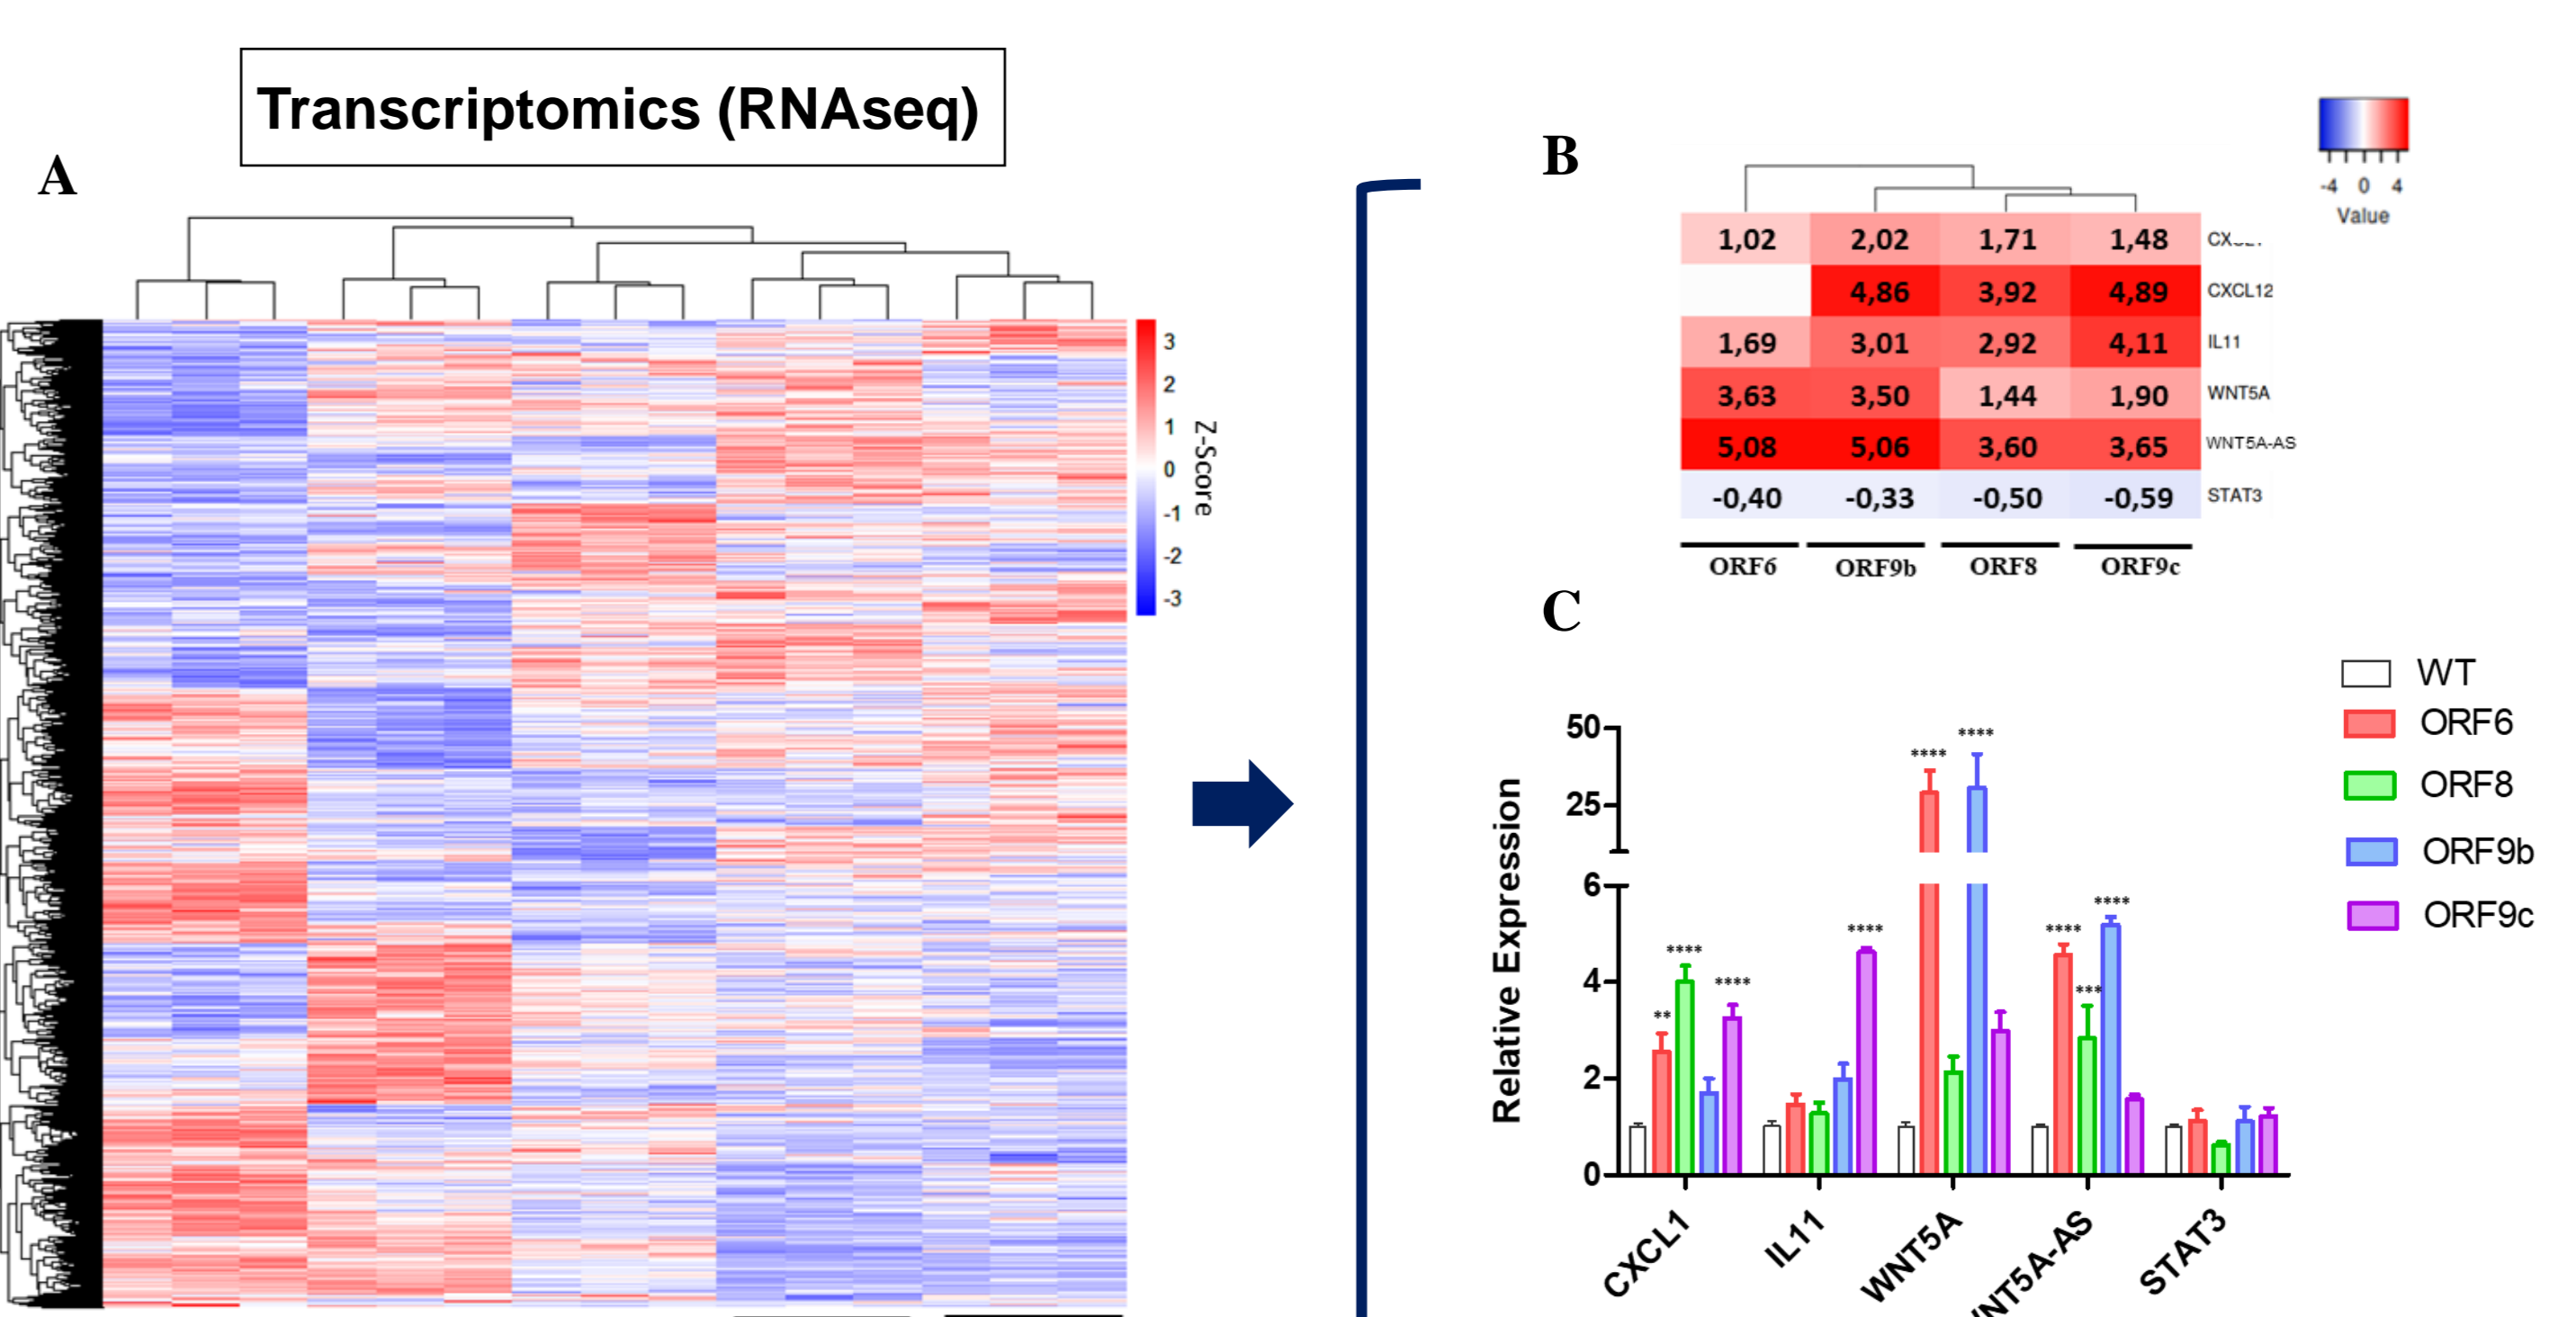 Transcriptomics (RNAseq)
A
3
2
1
0
-1
-2
-3
Z-Score
B
-4 0 4
Value
1,02 2,02 1,71 1,48
4,86 3,92 4,89 CXCL12
1,69 3,01 2,92 4,11 IL11
3,63 3,50 1,44 1,90 WNT5A
5,08 5,06 3,60 3,65 WNT5A-AS
-0,40 -0,33 -0,50 -0,59 STAT3
ORF6 ORF9b ORF8 ORF9c
C
WT
ORF6
ORF8
ORF9b
ORF9c
Relative Expression
50
25
6
4
2
0
** **** ****
****
**** ****
**** *** ****
CXCL1 IL11 WNT5A NT5A-AS STAT3